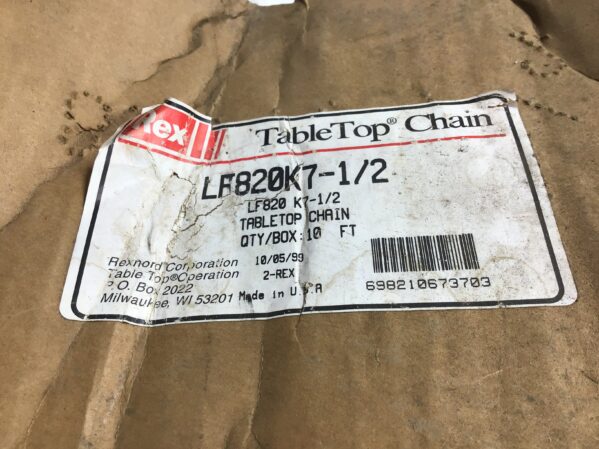 Rex
TableTop® Chain
LF820K7-1/2
LF820 K7-1/2
TABLETOP CHAIN
QTY/BOX:10 FT
10/05/99
2-REX
Made in U.S.A
Rexnord Corporation
Table Top®Operation
P.O. Box 2022
Milwaukee, WI 53201
698210673703